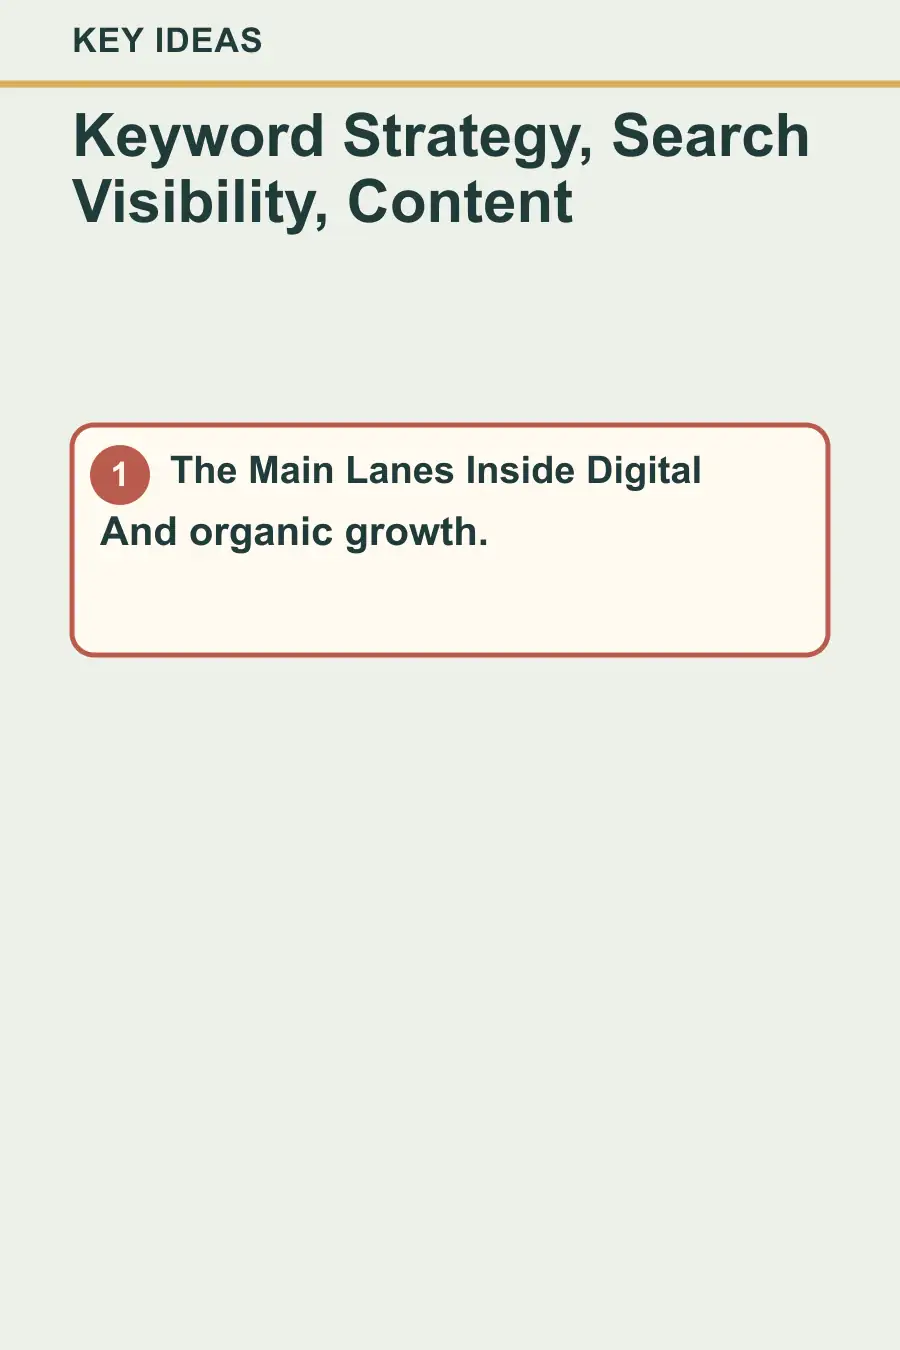 KEY IDEAS
Keyword Strategy, Search
Visibility, Content
1 The Main Lanes Inside Digital
And organic growth.